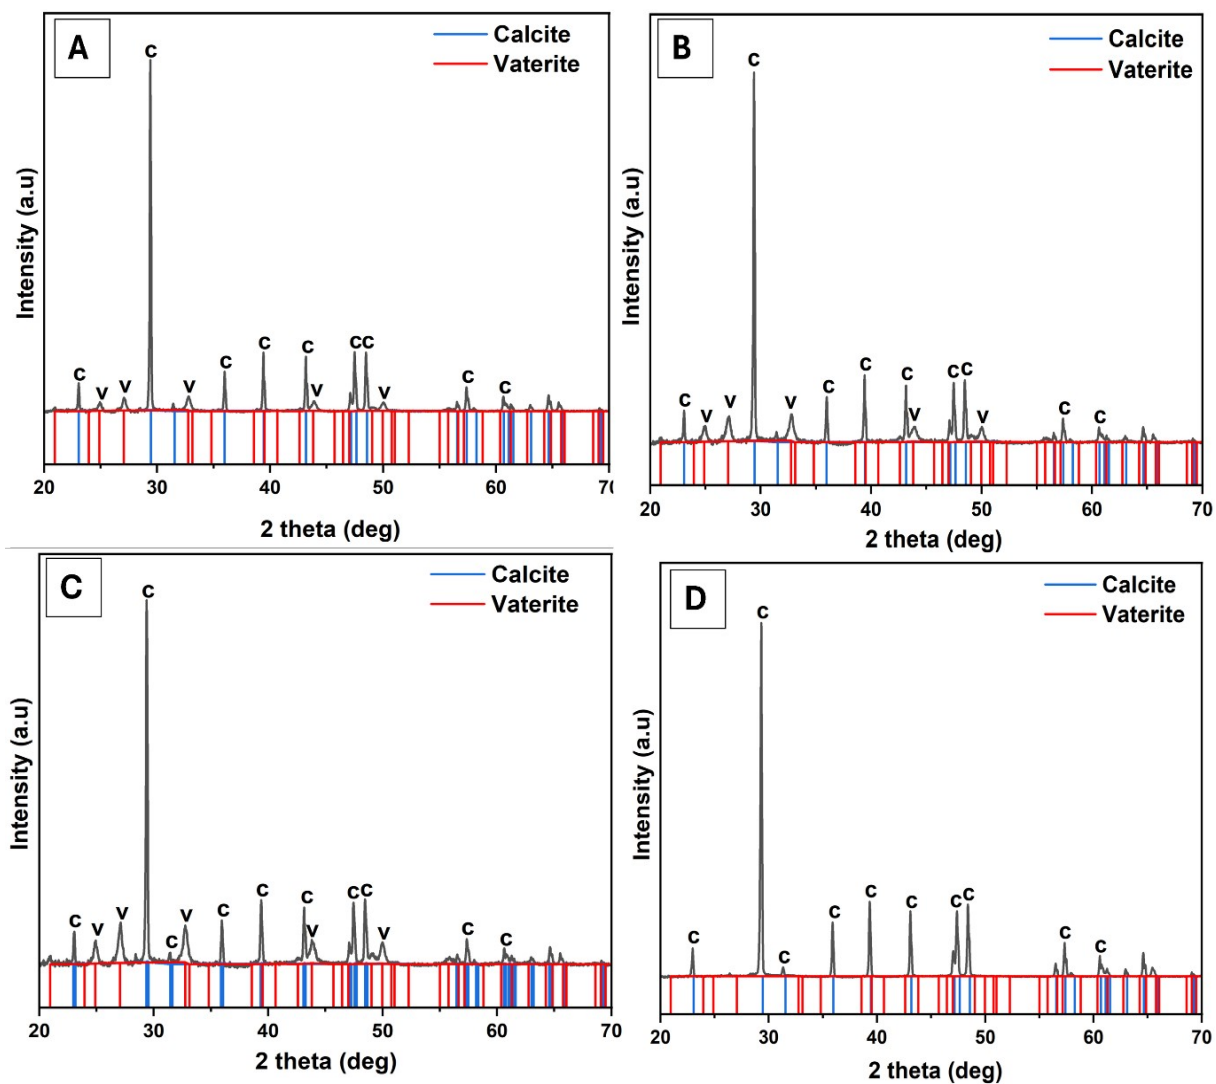 A
Calcite
Vaterite
C
C V V V C C C V C C V C C
Intensity (a.u)
20 30 40 50 60 70
2 theta (deg)
B
Calcite
Vaterite
C
C V V V C C C V C C V C C
Intensity (a.u)
20 30 40 50 60 70
2 theta (deg)
C
Calcite
Vaterite
C
C V V C V C C C V C C V C C
Intensity (a.u)
20 30 40 50 60 70
2 theta (deg)
D
Calcite
Vaterite
C
C C C C C C C C C
Intensity (a.u)
20 30 40 50 60 70
2 theta (deg)